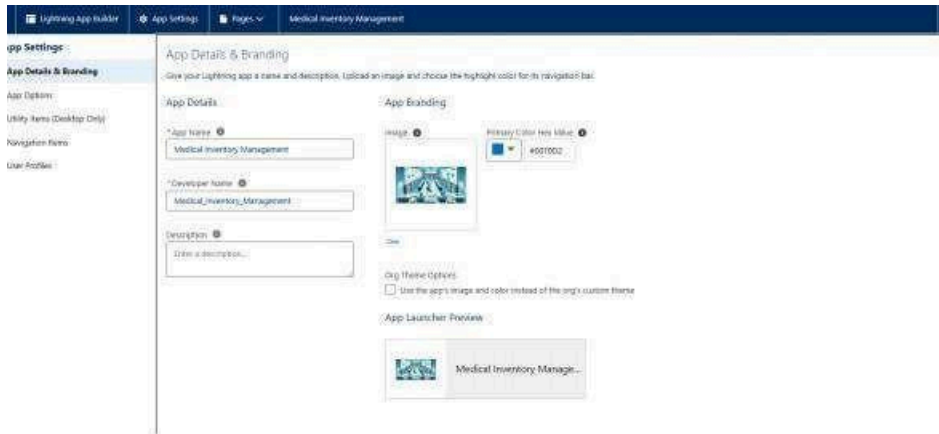 Lightning App Builder App Settings Pages Medical Inventory Management
App Settings
App Details & Branding
App Options
Utility Items (Desktop Only)
Navigation Items
User Profiles
App Details & Branding
Give your Lightning app a name and description. Upload an image and choose the highlight color for its navigation bar.
App Details
*App Name
Medical Inventory Management
*Developer Name
Medical_Inventory_Management
Description
Enter a description...
App Branding
Image
Primary Color Hex Value
#0070D2
Clear
Org Theme Options
Use the app's image and color instead of the org's custom theme
App Launcher Preview
Medical Inventory Manage...